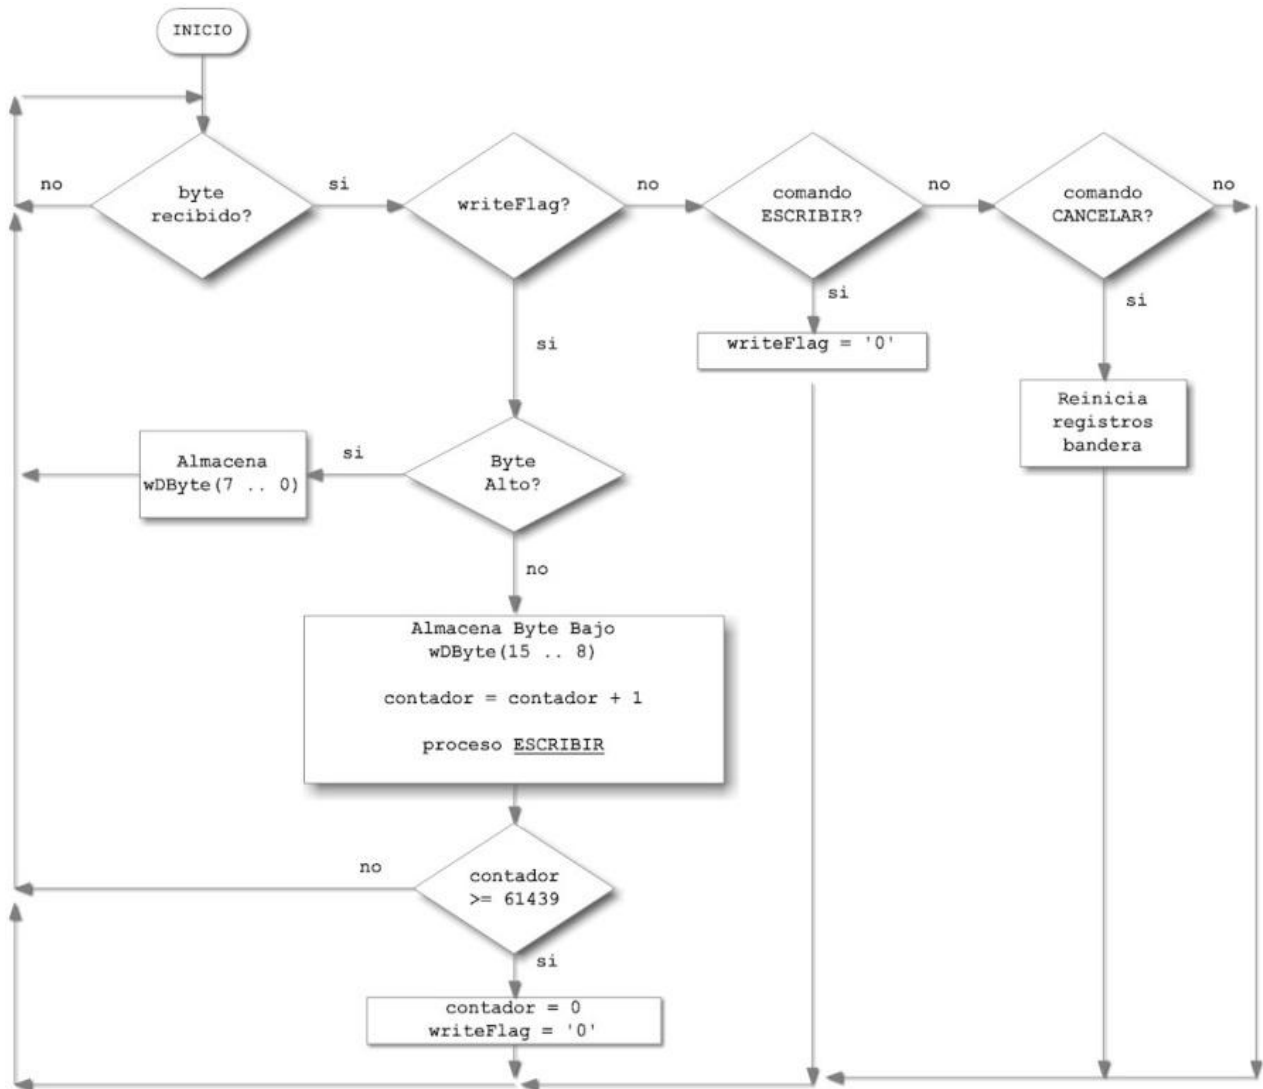 INICIO
no
byte
recibido?
si
writeFlag?
no
comando
ESCRIBIR?
no
comando
CANCELAR?
no
si
writeFlag = '0'
si
Reinicia
registros
bandera
si
Almacena
wDByte(7 .. 0)
si
Byte
Alto?
no
Almacena Byte Bajo
wDByte(15 .. 8)
contador = contador + 1
proceso ESCRIBIR
no
contador
>= 61439
si
contador = 0
writeFlag = '0'